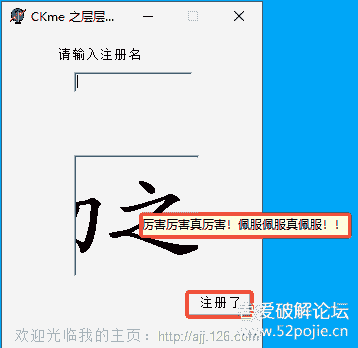 CKme 之层层...
请输入注册名
之
厉害厉害真厉害！佩服佩服真佩服！！
注册了
欢迎光临我的主页：http://ajj.126.com
吾爱破解论坛
www.52pojie.cn